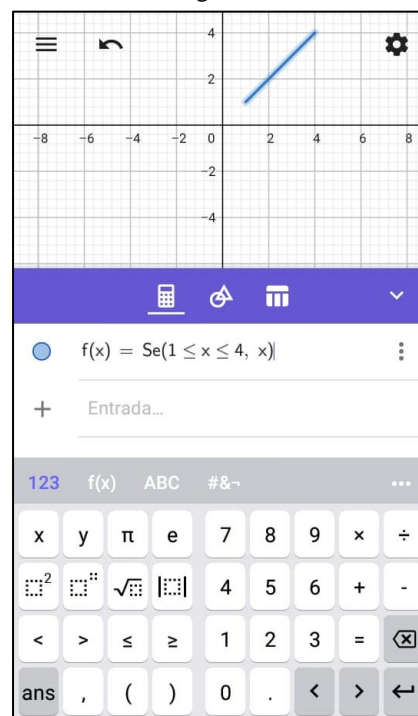 4
2
-8 -6 -4 -2 0 2 4 6 8
-2
-4
f(x) = Se(1 ≤ x ≤ 4, x)
+ Entrada...
123 f(x) ABC #&¬ ...
x y π e 7 8 9 × ÷
² √ 4 5 6 + -
< > ≤ ≥ 1 2 3 =
ans , ( ) 0 . < >